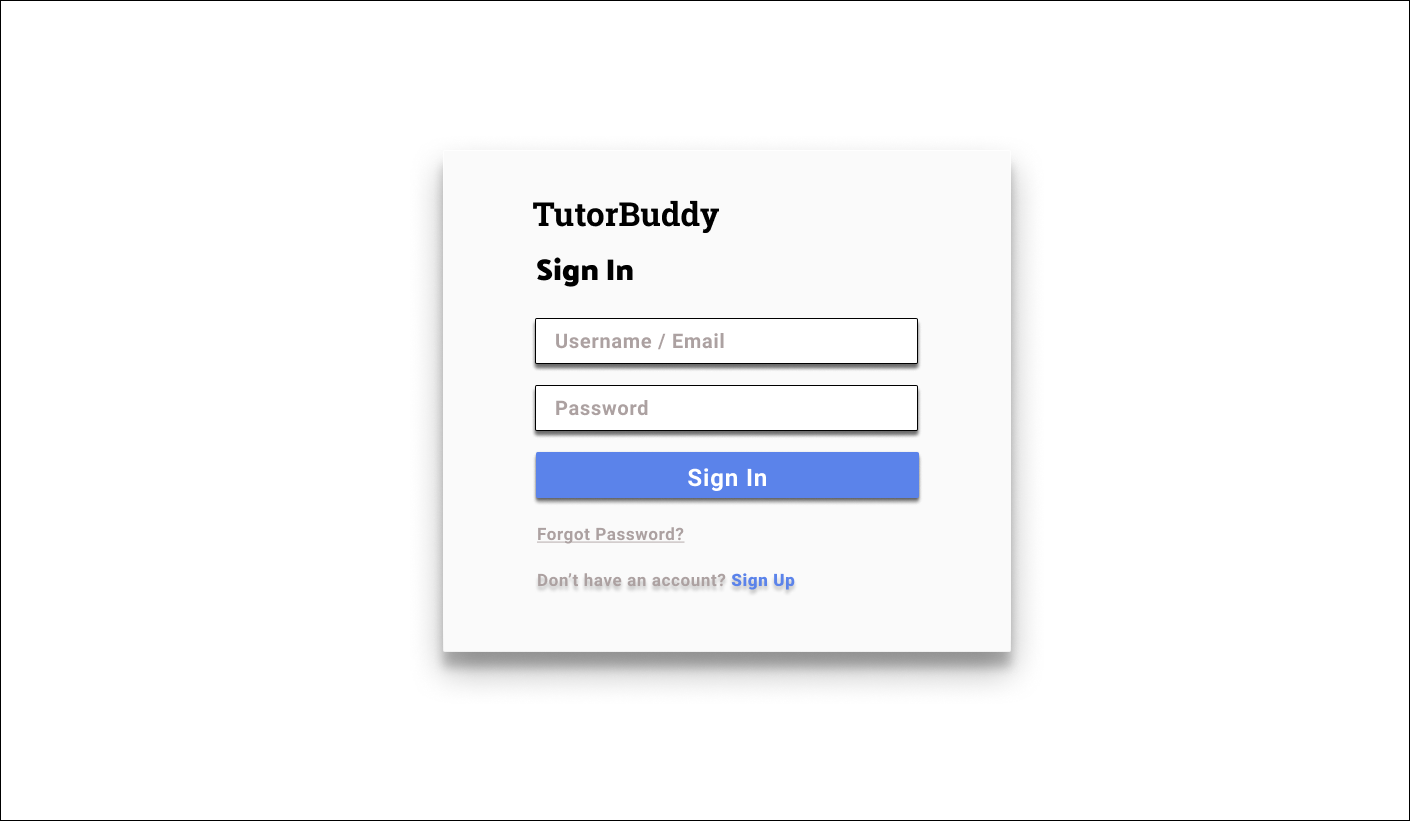 TutorBuddy
Sign In
Username / Email
Password
Sign In
Forgot Password?
Don't have an account? Sign Up